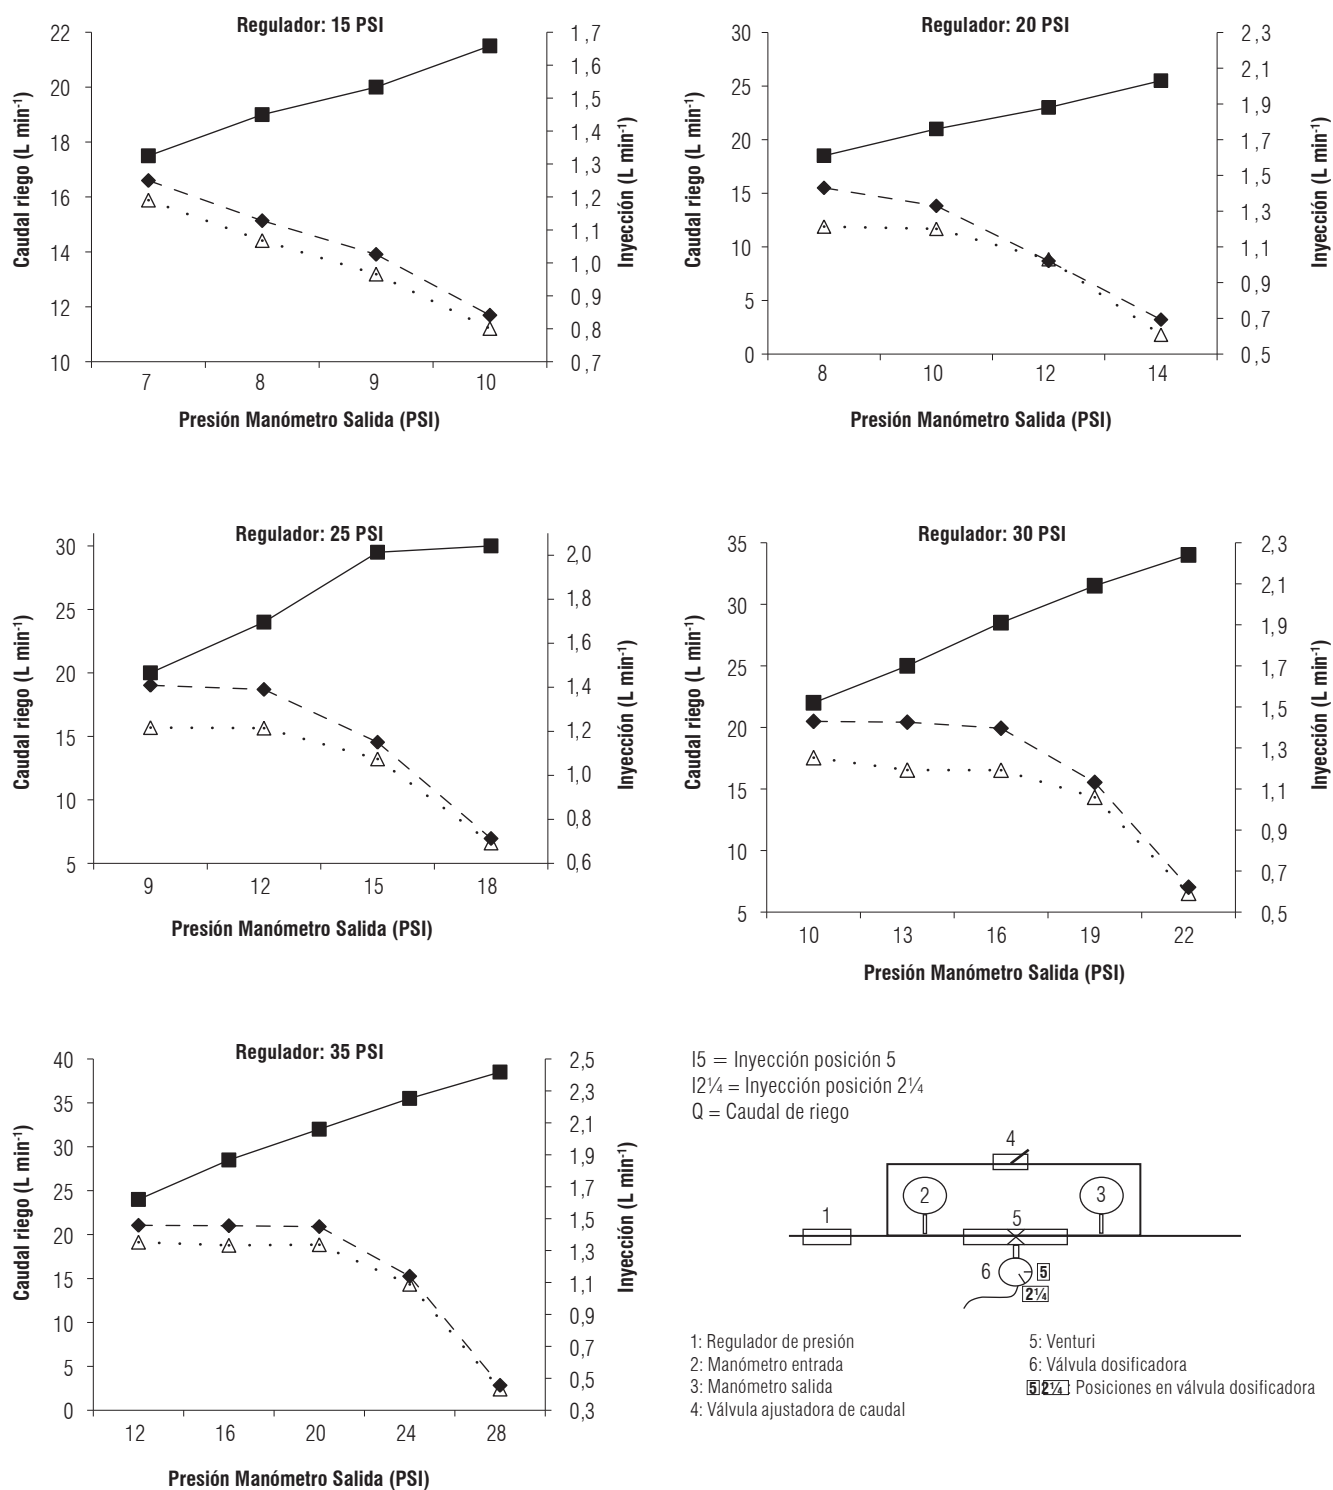 Regulador: 15 PSI
Caudal riego (L min-1)
22
20
18
16
14
12
10
1,7
1,6
1,5
1,4
1,3
1,2
1,1
1,0
0,9
0,8
0,7
Inyección (L min-1)
7 8 9 10
Presión Manómetro Salida (PSI)
Regulador: 20 PSI
Caudal riego (L min-1)
30
25
20
15
10
5
0
2,3
2,1
1,9
1,7
1,5
1,3
1,1
0,9
0,7
0,5
Inyección (L min-1)
8 10 12 14
Presión Manómetro Salida (PSI)
Regulador: 25 PSI
Caudal riego (L min-1)
30
25
20
15
10
5
2,0
1,8
1,6
1,4
1,2
1,0
0,8
0,6
Inyección (L min-1)
9 12 15 18
Presión Manómetro Salida (PSI)
Regulador: 30 PSI
Caudal riego (L min-1)
35
30
25
20
15
10
5
2,3
2,1
1,9
1,7
1,5
1,3
1,1
0,9
0,7
0,5
Inyección (L min-1)
10 13 16 19 22
Presión Manómetro Salida (PSI)
Regulador: 35 PSI
Caudal riego (L min-1)
40
35
30
25
20
15
10
5
0
2,5
2,3
2,1
1,9
1,7
1,5
1,3
1,1
0,9
0,7
0,5
0,3
Inyección (L min-1)
12 16 20 24 28
Presión Manómetro Salida (PSI)
I5 = Inyección posición 5
I2¼ = Inyección posición 2¼
Q = Caudal de riego
4
2
3
1
5
6
5
2¼
1: Regulador de presión
2: Manómetro entrada
3: Manómetro salida
4: Válvula ajustadora de caudal
5: Venturi
6: Válvula dosificadora
5 2¼: Posiciones en válvula dosificadora